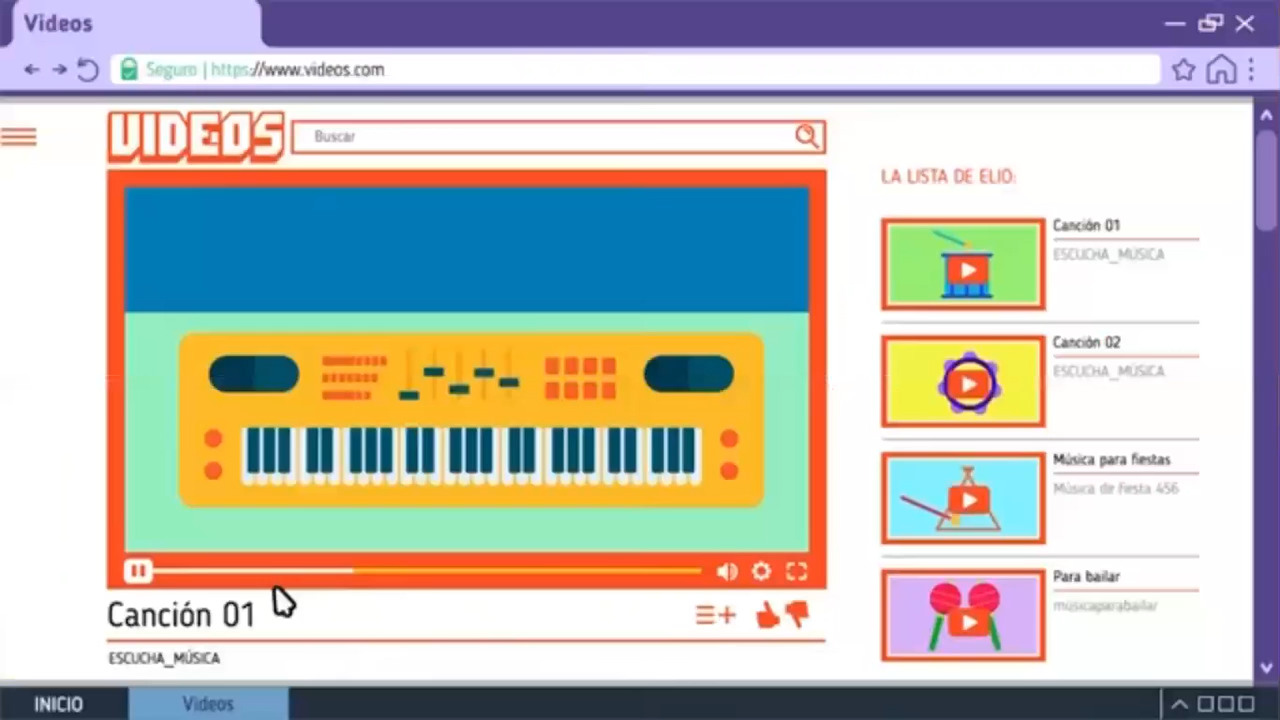 Videos
Seguro | https://www.videos.com
VIDEOS
Buscar
LA LISTA DE ELIO:
Canción 01
ESCUCHA_MÚSICA
Canción 02
ESCUCHA_MÚSICA
Música para fiestas
Música de fiesta 456
Para bailar
músicaparabailar
Canción 01
ESCUCHA_MÚSICA
INICIO
Videos